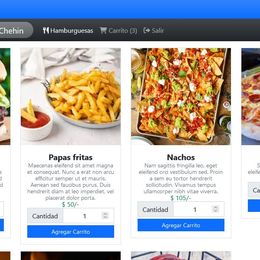 Chehin
Hamburguesas
Carrito (3)
Salir
Papas fritas
Maecenas eleifend sit amet magna
et consequat. Nunc a erat non arcu
efficitur semper ut et mauris.
Aenean sed faucibus purus. Duis
hendrerit diam at leo imperdiet, vel
placerat dolor porta.
$ 50/-
Cantidad
1
Agregar Carrito
Nachos
Nam sagittis fringilla leo, eget
eleifend orci vestibulum sed. Proin
a sem eu tortor hendrerit
sollicitudin. Vivamus tempus
ullamcorper nibh vitae viverra.
$ 105/-
Cantidad
1
Agregar Carrito